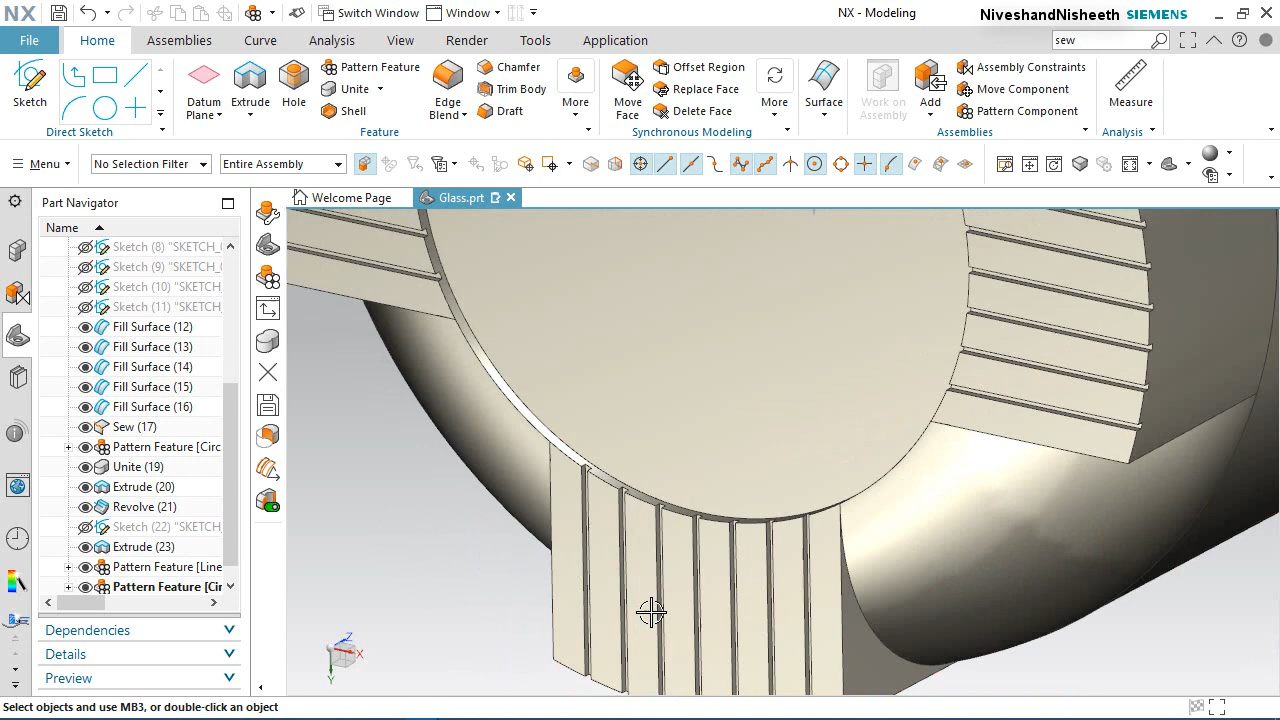 NX
Switch Window
Window
NX - Modeling
NiveshandNisheeth SIEMENS
File
Home
Assemblies
Curve
Analysis
View
Render
Tools
Application
sew
Sketch
Direct Sketch
Datum Plane
Extrude
Hole
Pattern Feature
Unite
Shell
Edge Blend
Chamfer
Trim Body
Draft
More
Feature
Move Face
Offset Region
Replace Face
Delete Face
More
Synchronous Modeling
Surface
Work on Assembly
Add
Assembly Constraints
Move Component
Pattern Component
Assemblies
Measure
Analysis
Menu
No Selection Filter
Entire Assembly
Part Navigator
Welcome Page
Glass.prt
Name
Sketch (8) "SKETCH_
Sketch (9) "SKETCH_
Sketch (10) "SKETCH_
Sketch (11) "SKETCH_
Fill Surface (12)
Fill Surface (13)
Fill Surface (14)
Fill Surface (15)
Fill Surface (16)
Sew (17)
Pattern Feature [Circ
Unite (19)
Extrude (20)
Revolve (21)
Sketch (22) "SKETCH_
Extrude (23)
Pattern Feature [Line
Pattern Feature [Cir
Dependencies
Details
Preview
Z
X
Y
Select objects and use MB3, or double-click an object